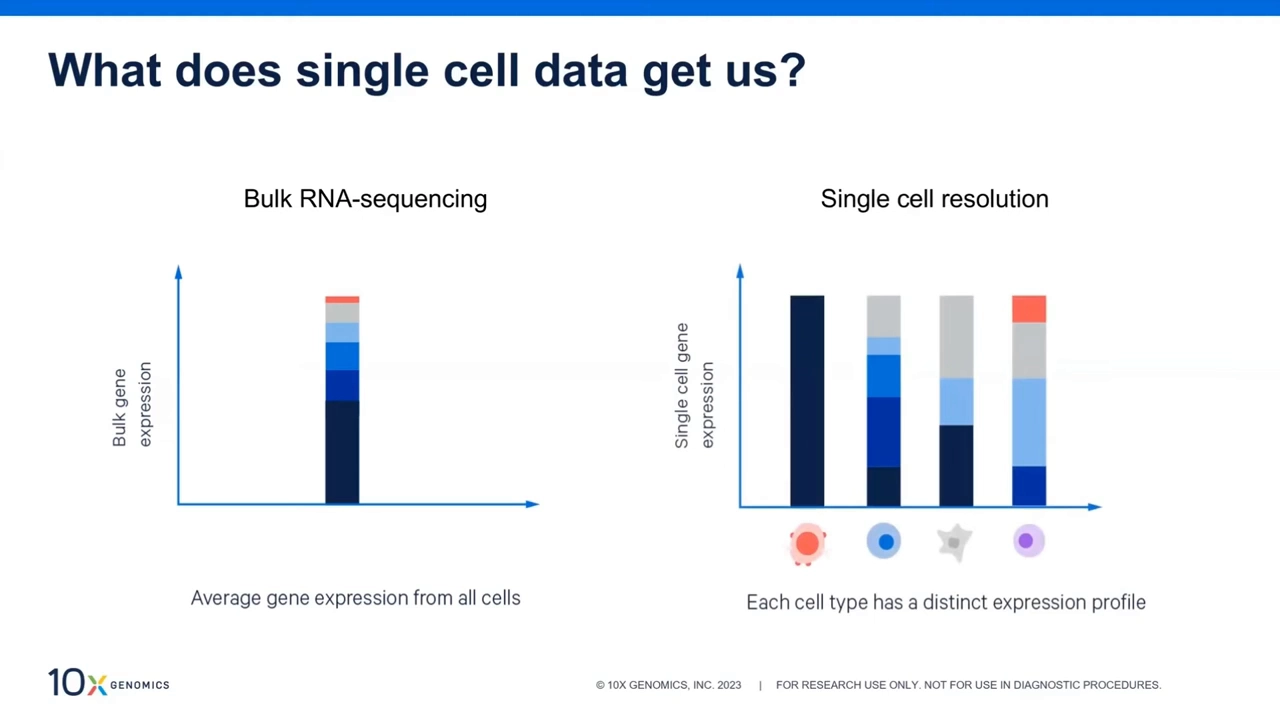 What does single cell data get us?
Bulk RNA-sequencing
Single cell resolution
Bulk gene
expression
Single cell gene
expression
Average gene expression from all cells
Each cell type has a distinct expression profile
10X GENOMICS
© 10X GENOMICS, INC. 2023 | FOR RESEARCH USE ONLY. NOT FOR USE IN DIAGNOSTIC PROCEDURES.